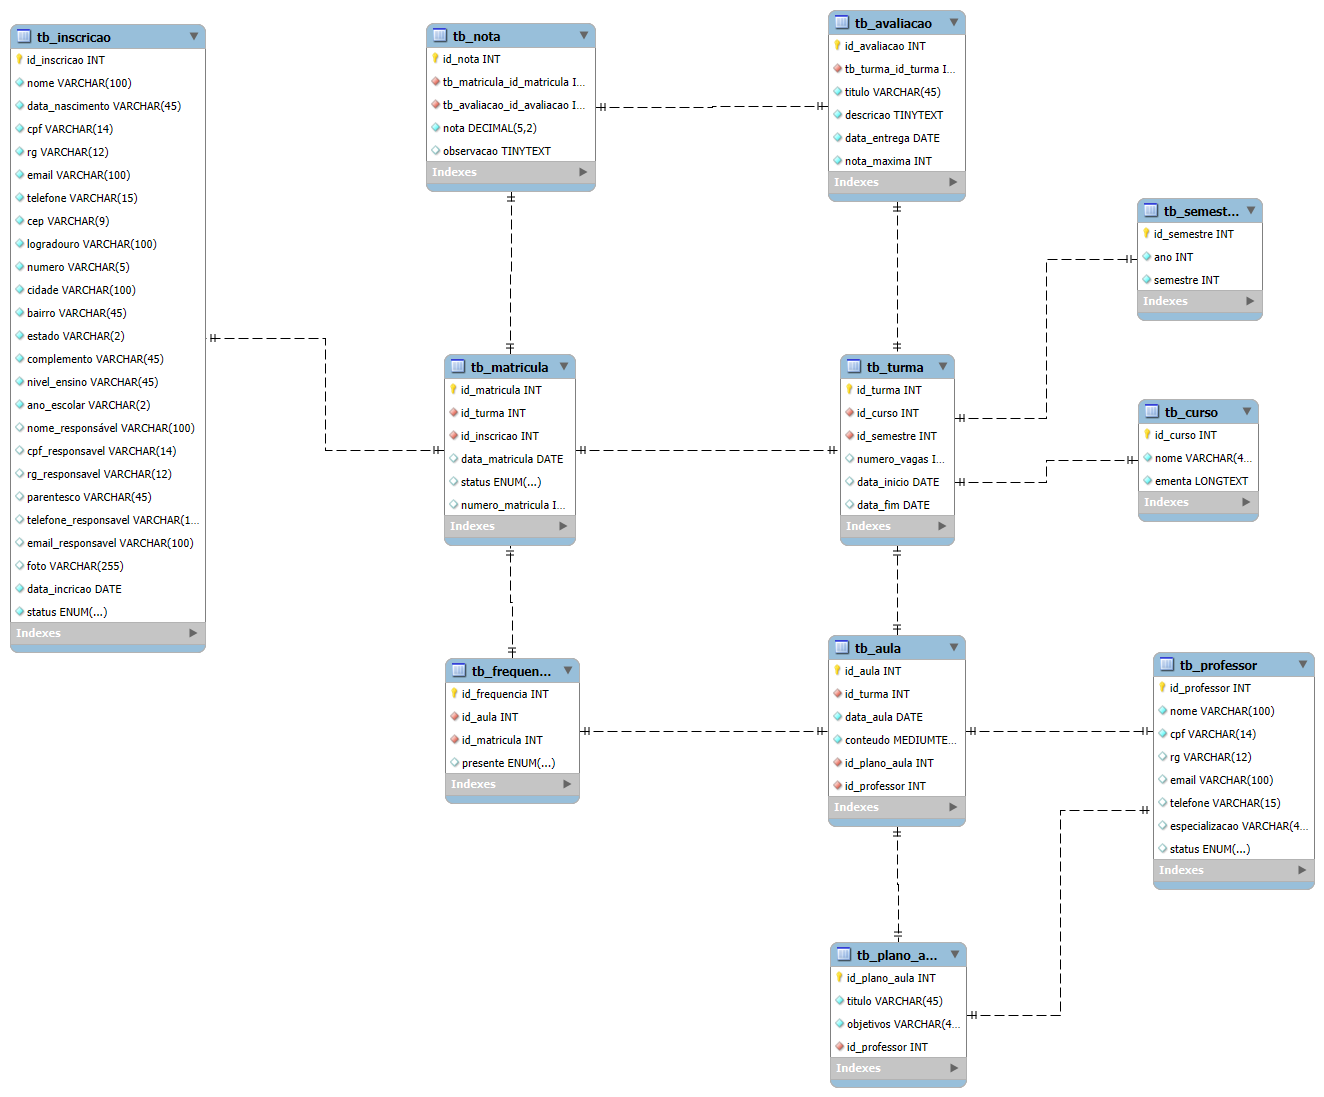 tb_inscricao
id_inscricao INT
nome VARCHAR(100)
data_nascimento VARCHAR(45)
cpf VARCHAR(14)
rg VARCHAR(12)
email VARCHAR(100)
telefone VARCHAR(15)
cep VARCHAR(9)
logradouro VARCHAR(100)
numero VARCHAR(5)
cidade VARCHAR(100)
bairro VARCHAR(45)
estado VARCHAR(2)
complemento VARCHAR(45)
nivel_ensino VARCHAR(45)
ano_escolar VARCHAR(2)
nome_responsável VARCHAR(100)
cpf_responsavel VARCHAR(14)
rg_responsavel VARCHAR(12)
parentesco VARCHAR(45)
telefone_responsavel VARCHAR(1...
email_responsavel VARCHAR(100)
foto VARCHAR(255)
data_incricao DATE
status ENUM(...)
Indexes
tb_nota
id_nota INT
tb_matricula_id_matricula I...
tb_avaliacao_id_avaliacao I...
nota DECIMAL(5,2)
observacao TINYTEXT
Indexes
tb_avaliacao
id_avaliacao INT
tb_turma_id_turma I...
titulo VARCHAR(45)
descricao TINYTEXT
data_entrega DATE
nota_maxima INT
Indexes
tb_semest...
id_semestre INT
ano INT
semestre INT
Indexes
tb_matricula
id_matricula INT
id_turma INT
id_inscricao INT
data_matricula DATE
status ENUM(...)
numero_matricula I...
Indexes
tb_turma
id_turma INT
id_curso INT
id_semestre INT
numero_vagas I...
data_inicio DATE
data_fim DATE
Indexes
tb_curso
id_curso INT
nome VARCHAR(4...
ementa LONGTEXT
Indexes
tb_frequen...
id_frequencia INT
id_aula INT
id_matricula INT
presente ENUM(...)
Indexes
tb_aula
id_aula INT
id_turma INT
data_aula DATE
conteudo MEDIUMTE...
id_plano_aula INT
id_professor INT
Indexes
tb_professor
id_professor INT
nome VARCHAR(100)
cpf VARCHAR(14)
rg VARCHAR(12)
email VARCHAR(100)
telefone VARCHAR(15)
especializacao VARCHAR(4...
status ENUM(...)
Indexes
tb_plano_a...
id_plano_aula INT
titulo VARCHAR(45)
objetivos VARCHAR(4...
id_professor INT
Indexes